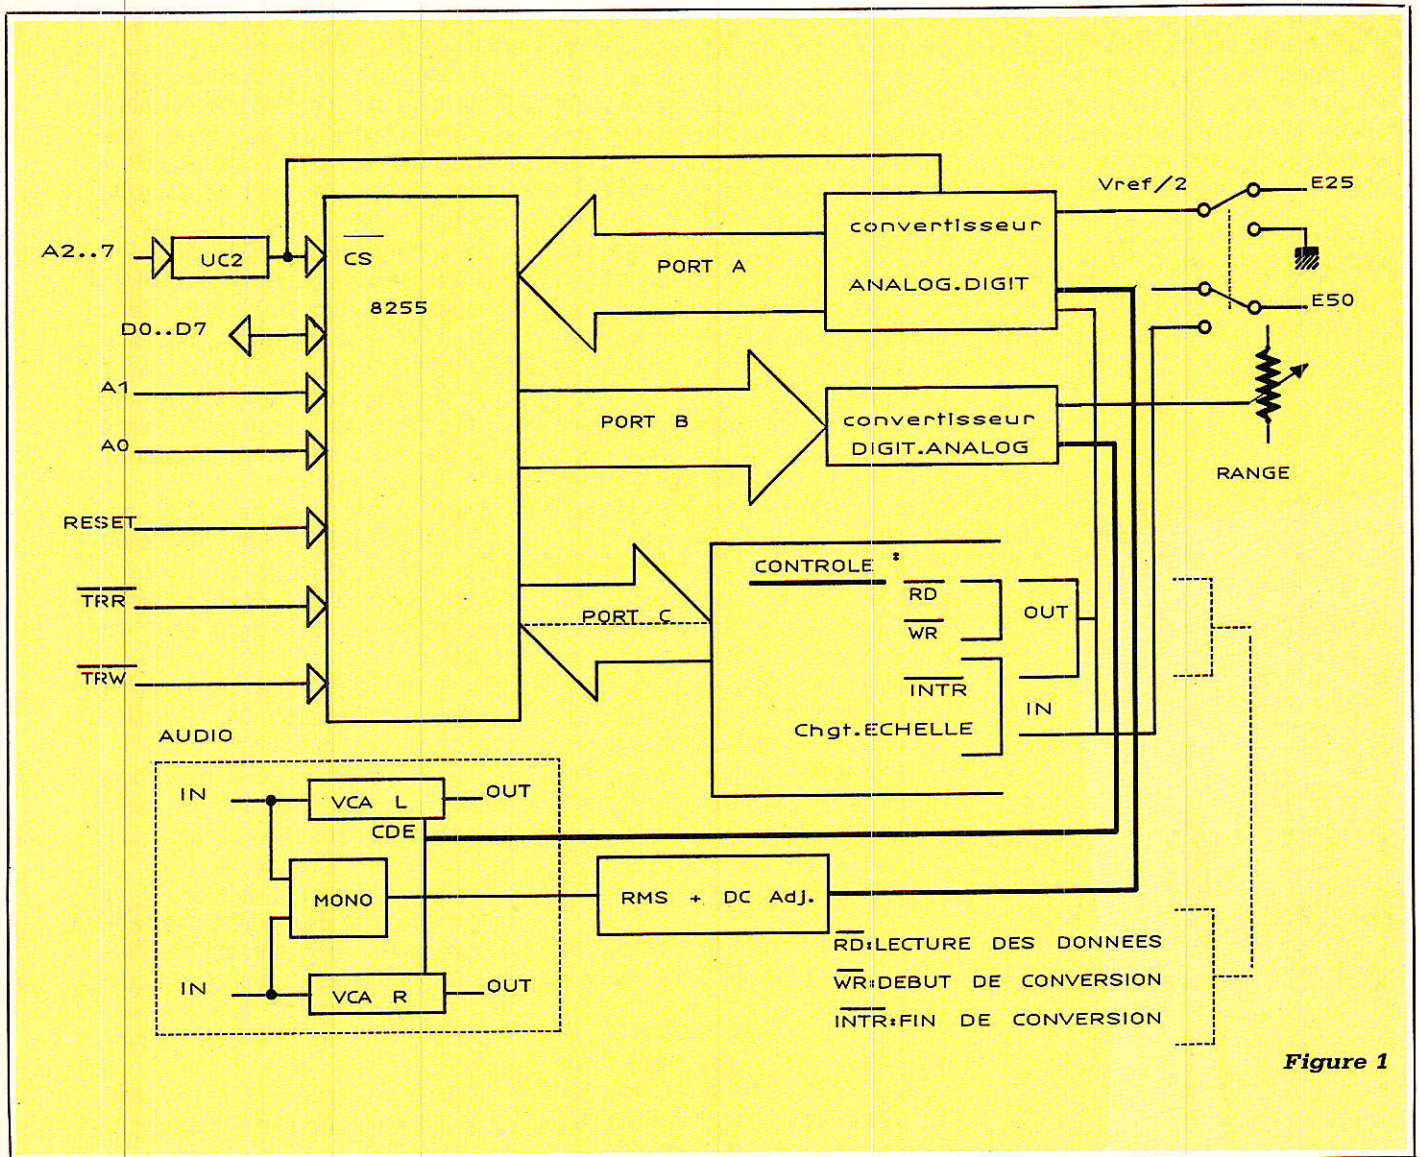 Vref/2
E25
A2..7
UC2
CS
convertisseur
ANALOG.DIGIT
PORT A
8255
E50
D0..D7
A1
PORT B
convertisseur
DIGIT.ANALOG
A0
RANGE
RESET
CONTROLE :
TRR
RD
OUT
PORT C
WR
TRW
INTR
IN
Chgt.ECHELLE
AUDIO
IN
VCA L
OUT
CDE
MONO
RMS + DC Adj.
RD:LECTURE DES DONNEES
IN
VCA R
OUT
WR:DEBUT DE CONVERSION
INTR:FIN DE CONVERSION
Figure 1